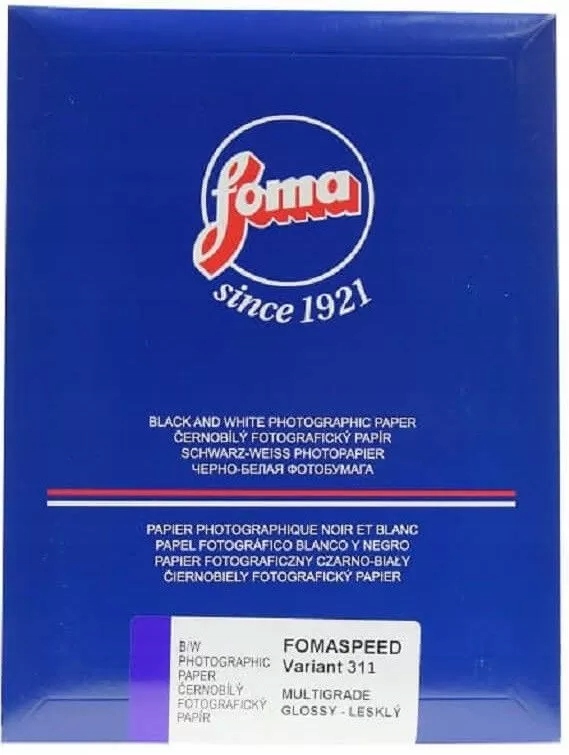 foma
since 1921
BLACK AND WHITE PHOTOGRAPHIC PAPER
ČERNOBÍLÝ FOTOGRAFICKÝ PAPÍR
SCHWARZ-WEISS PHOTOPAPIER
ЧЕРНО-БЕЛАЯ ФОТОБУМАГА
PAPIER PHOTOGRAPHIQUE NOIR ET BLANC
PAPEL FOTOGRÁFICO BLANCO Y NEGRO
PAPIER FOTOGRAFICZNY CZARNO-BIAŁY
ČIERNOBIELY FOTOGRAFICKÝ PAPIER
B/W
PHOTOGRAPHIC
PAPER
ČERNOBÍLÝ
FOTOGRAFICKÝ
PAPÍR
FOMASPEED
Variant 311
MULTIGRADE
GLOSSY - LESKLÝ